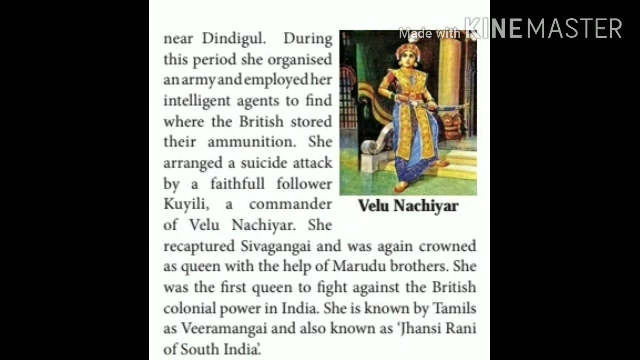 Made with KINEMASTER
near Dindigul. During
this period she organised
an army and employed her
intelligent agents to find
where the British stored
their ammunition. She
arranged a suicide attack
by a faithfull follower
Kuyili, a commander
of Velu Nachiyar. She
Velu Nachiyar
recaptured Sivagangai and was again crowned
as queen with the help of Marudu brothers. She
was the first queen to fight against the British
colonial power in India. She is known by Tamils
as Veeramangai and also known as ‘Jhansi Rani
of South India’.